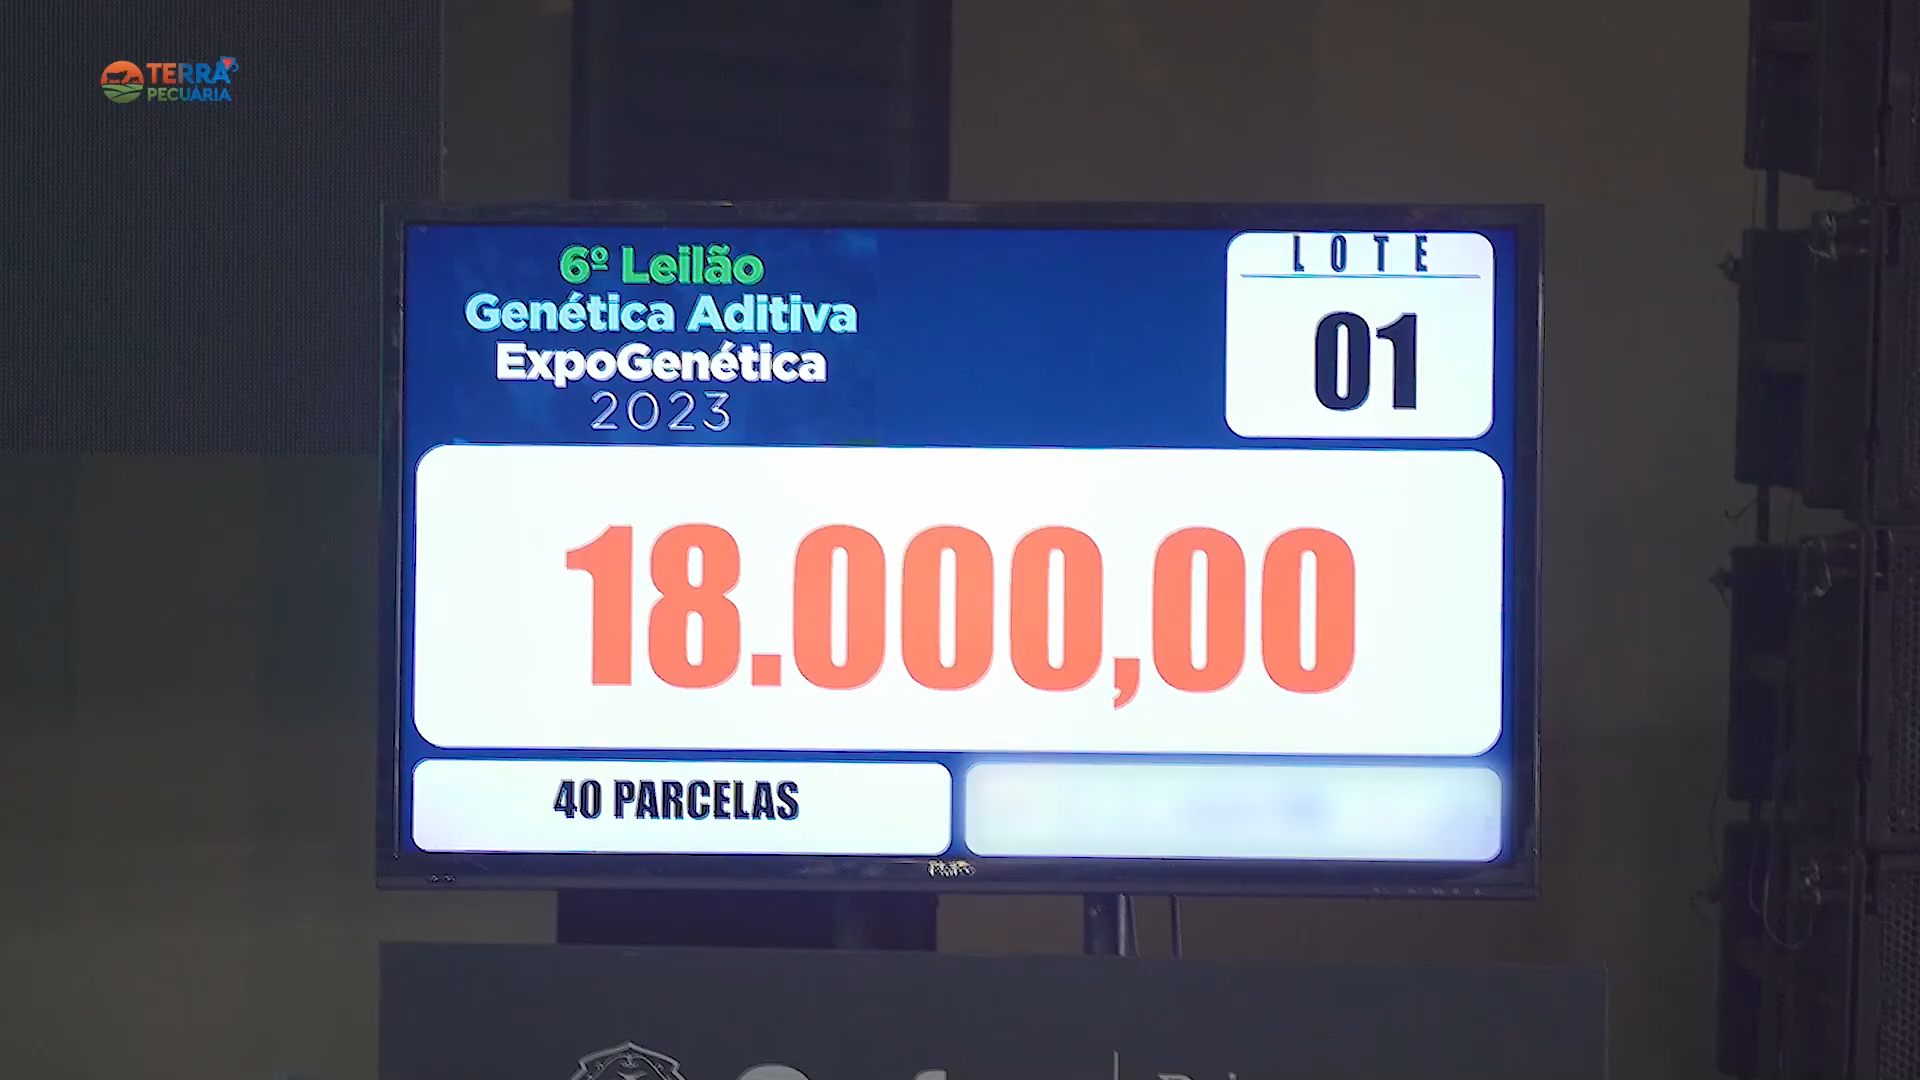 TERRA
PECUÁRIA
6º Leilão
Genética Aditiva
ExpoGenética
2023
LOTE
01
18.000,00
40 PARCELAS